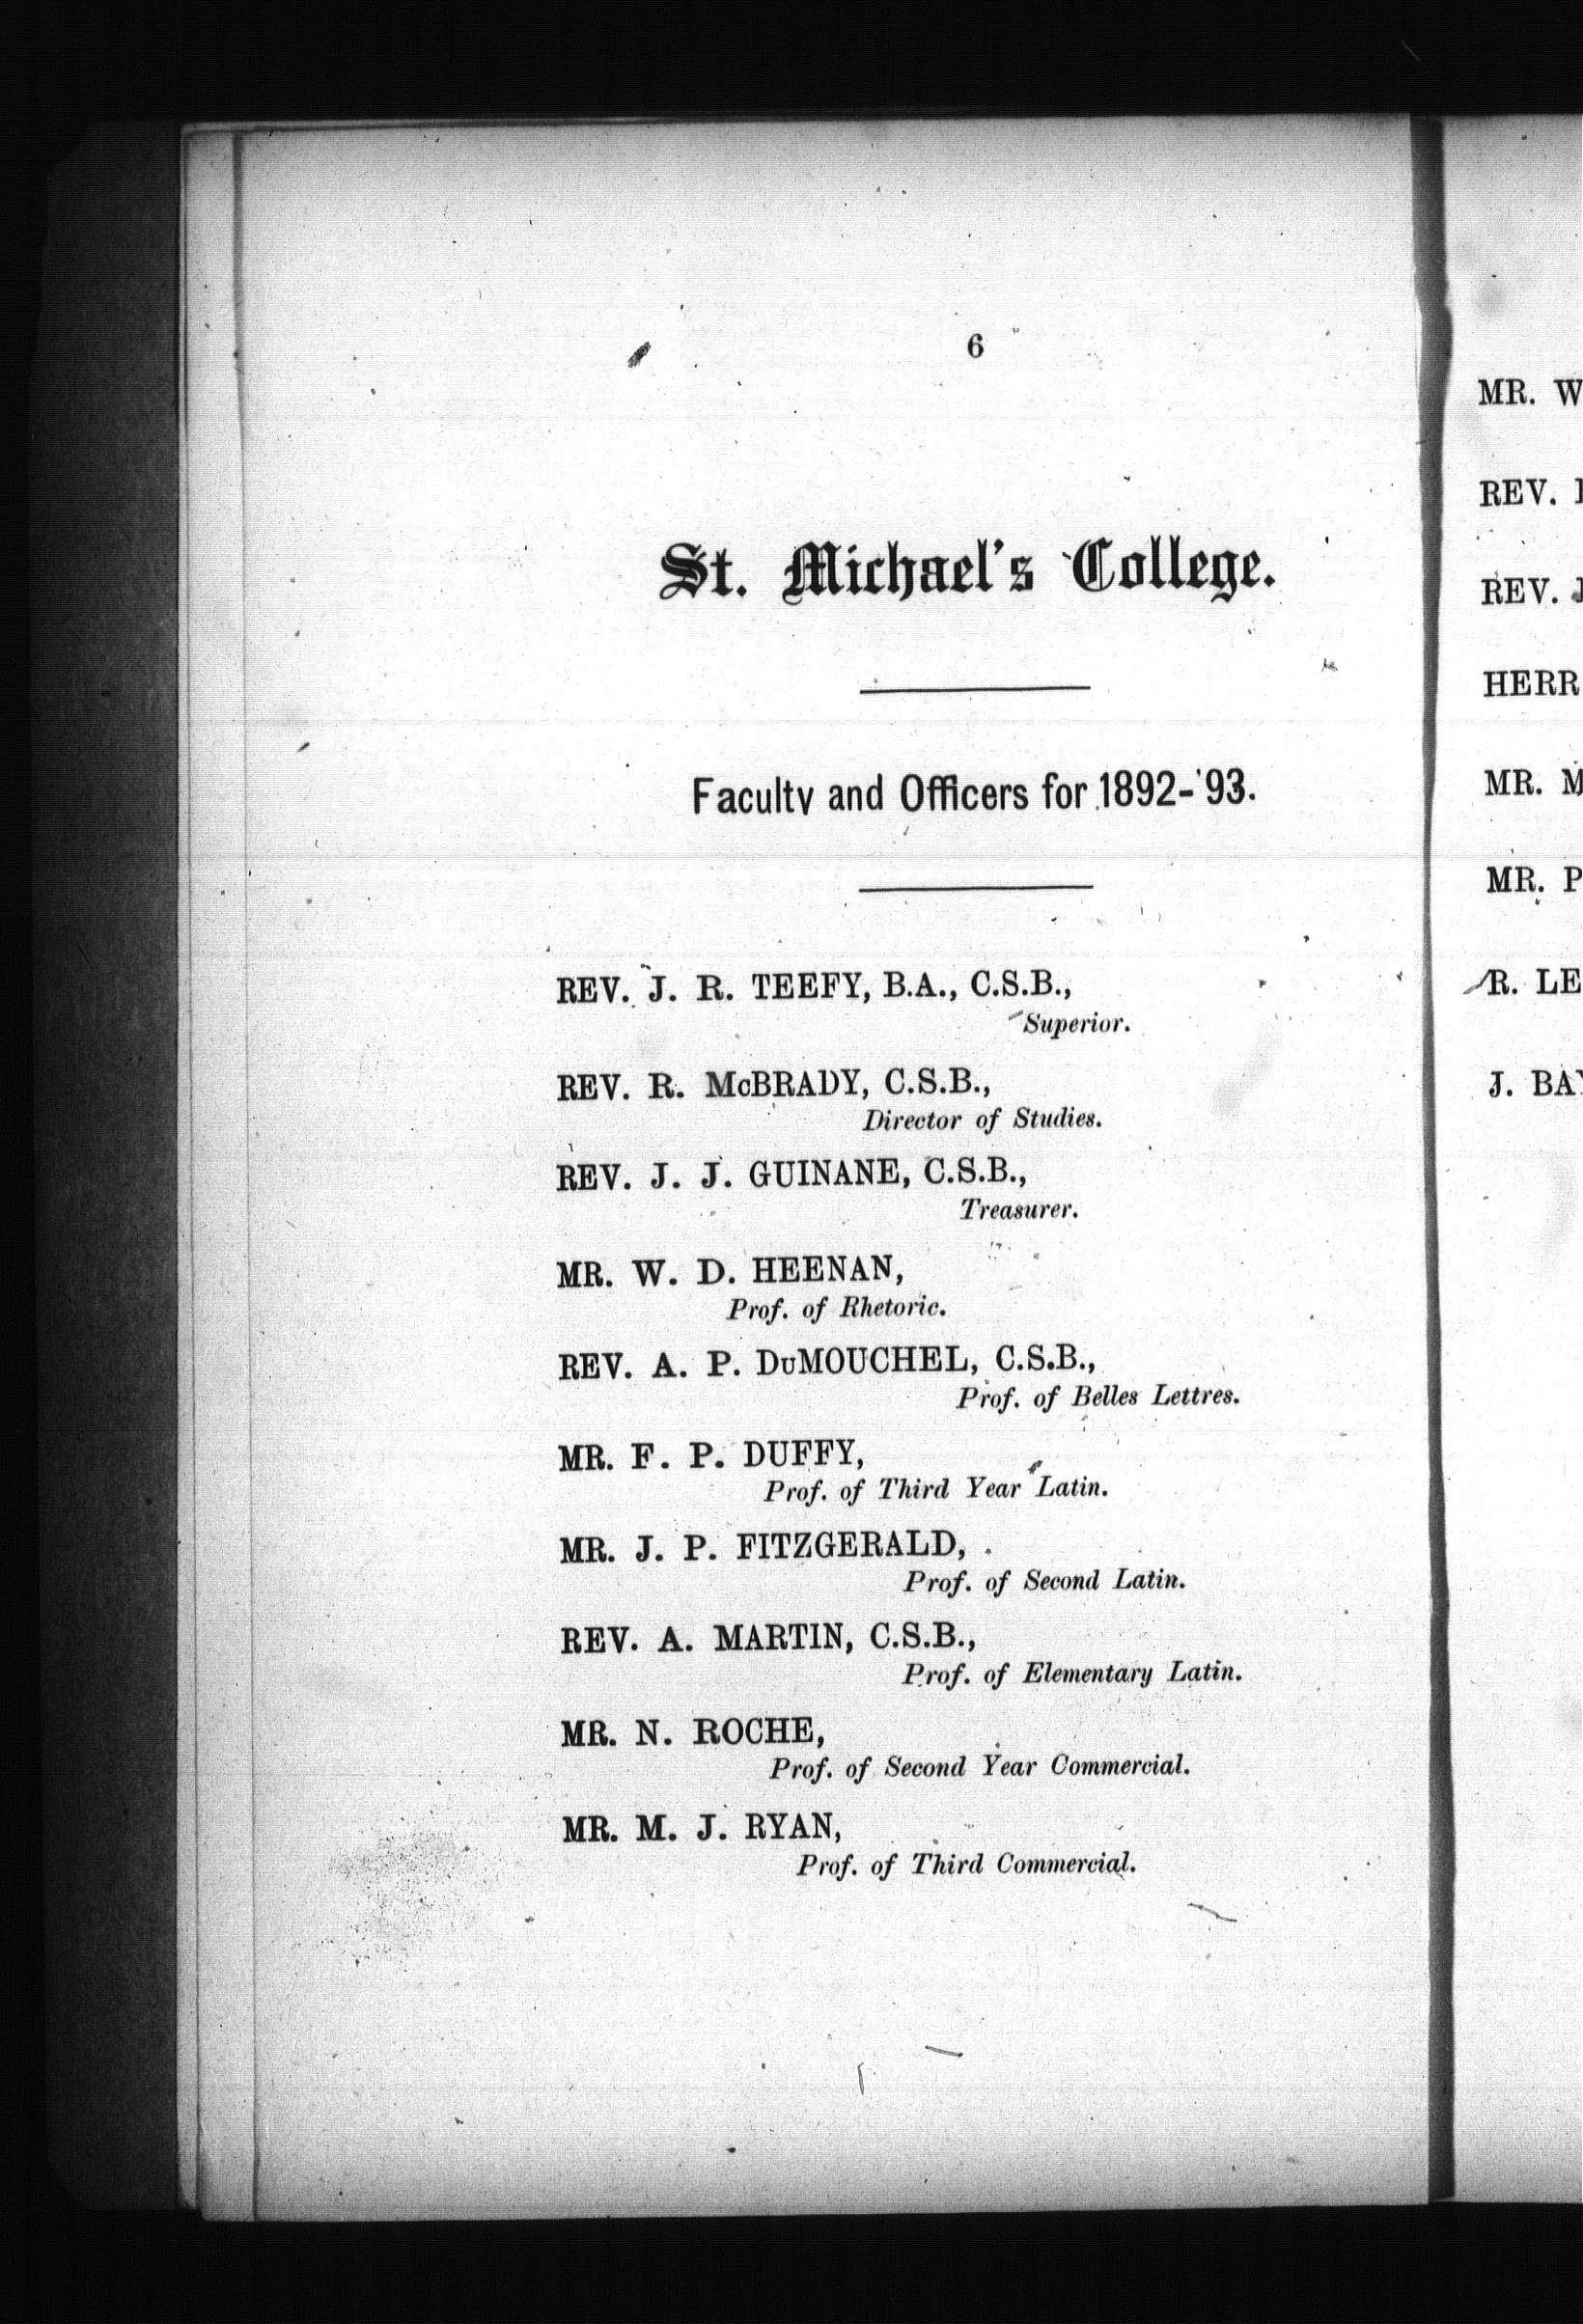 6
St. Michael's College.
Faculty and Officers for 1892-'93.
REV. J. R. TEEFY, B.A., C.S.B.,
Superior.
REV. R. McBRADY, C.S.B.,
Director of Studies.
REV. J. J. GUINANE, C.S.B.,
Treasurer.
MR. W. D. HEENAN,
Prof. of Rhetoric.
REV. A. P. DuMOUCHEL, C.S.B.,
Prof. of Belles Lettres.
MR. F. P. DUFFY,
Prof. of Third Year Latin.
MR. J. P. FITZGERALD,
Prof. of Second Latin.
REV. A. MARTIN, C.S.B.,
Prof. of Elementary Latin.
MR. N. ROCHE,
Prof. of Second Year Commercial.
MR. M. J. RYAN,
Prof. of Third Commercial.
MR. W
REV.
REV. J
HERR
MR. M
MR. P
R. LE
J. BA